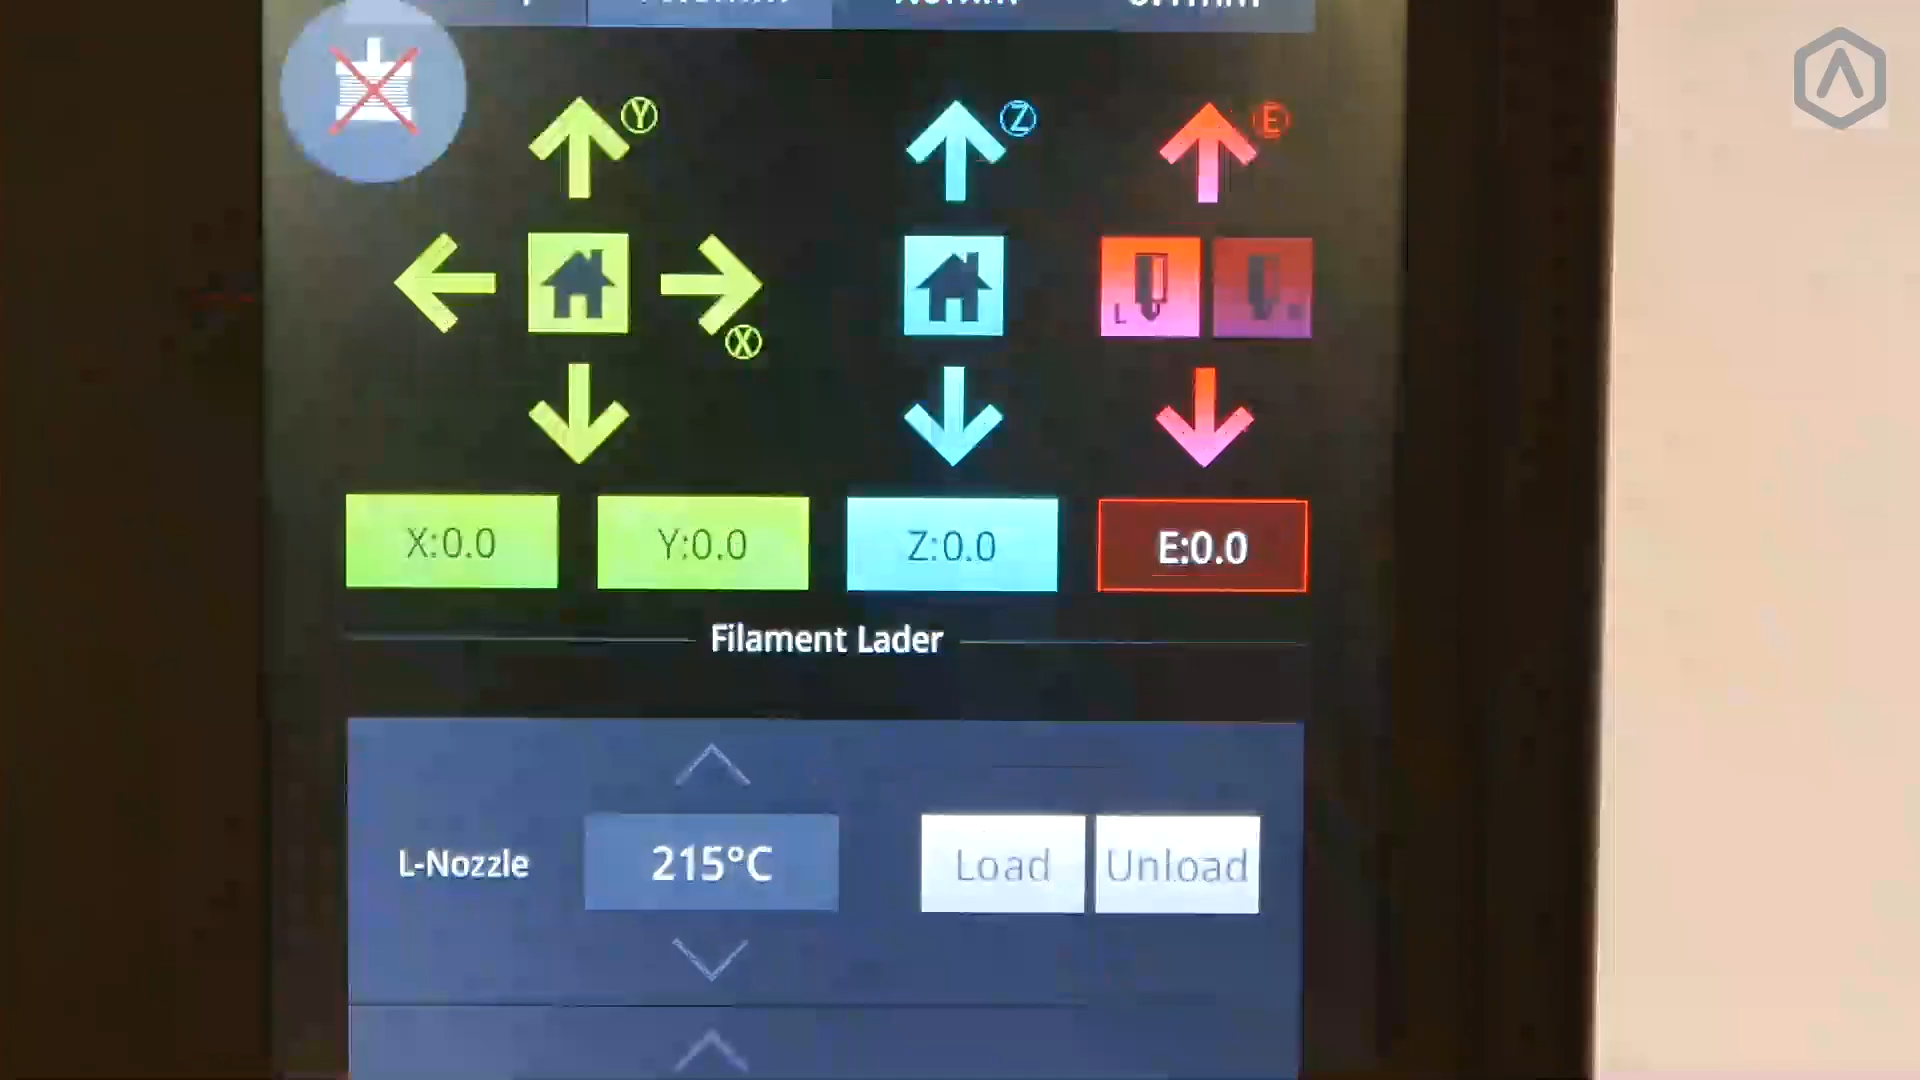 Y
Z
E
L
X
X:0.0
Y:0.0
Z:0.0
E:0.0
Filament Lader
L-Nozzle
215°C
Load
Unload